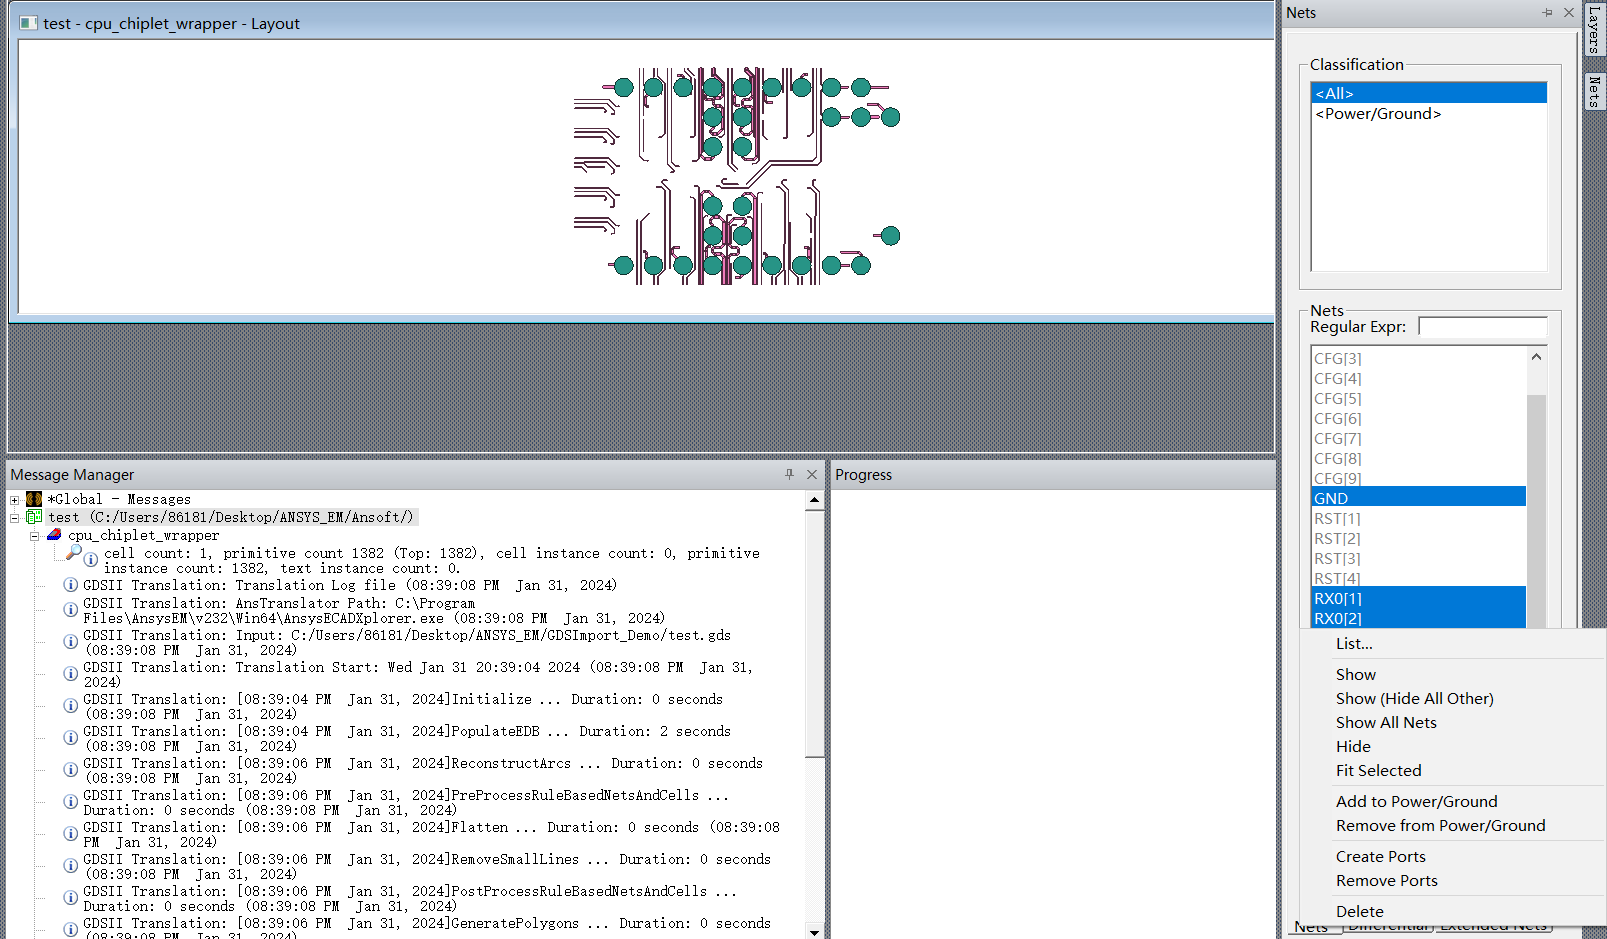 test - cpu_chiplet_wrapper - Layout
Message Manager
*Global - Messages
test (C:/Users/86181/Desktop/ANSYS_EM/Ansoft/)
cpu_chiplet_wrapper
cell count: 1, primitive count 1382 (Top: 1382), cell instance count: 0, primitive
instance count: 1382, text instance count: 0.
GDSII Translation: Translation Log file (08:39:08 PM  Jan 31, 2024)
GDSII Translation: AnsTranslator Path: C:\Program
Files\AnsysEM\v232\Win64\AnsysECADXplorer.exe (08:39:08 PM  Jan 31, 2024)
GDSII Translation: Input: C:/Users/86181/Desktop/ANSYS_EM/GDSImport_Demo/test.gds
(08:39:08 PM  Jan 31, 2024)
GDSII Translation: Translation Start: Wed Jan 31 20:39:04 2024 (08:39:08 PM  Jan 31,
2024)
GDSII Translation: [08:39:04 PM  Jan 31, 2024]Initialize ... Duration: 0 seconds
(08:39:08 PM  Jan 31, 2024)
GDSII Translation: [08:39:04 PM  Jan 31, 2024]PopulateEDB ... Duration: 2 seconds
(08:39:08 PM  Jan 31, 2024)
GDSII Translation: [08:39:06 PM  Jan 31, 2024]ReconstructArcs ... Duration: 0 seconds
(08:39:08 PM  Jan 31, 2024)
GDSII Translation: [08:39:06 PM  Jan 31, 2024]PreProcessRuleBasedNetsAndCells ...
Duration: 0 seconds (08:39:08 PM  Jan 31, 2024)
GDSII Translation: [08:39:06 PM  Jan 31, 2024]Flatten ... Duration: 0 seconds (08:39:08
PM  Jan 31, 2024)
GDSII Translation: [08:39:06 PM  Jan 31, 2024]RemoveSmallLines ... Duration: 0 seconds
(08:39:08 PM  Jan 31, 2024)
GDSII Translation: [08:39:06 PM  Jan 31, 2024]PostProcessRuleBasedNetsAndCells ...
Duration: 0 seconds (08:39:08 PM  Jan 31, 2024)
GDSII Translation: [08:39:06 PM  Jan 31, 2024]GeneratePolygons ... Duration: 0 seconds
(08:39:08 PM  Jan 31, 2024)
Progress
Nets
Classification
<All>
<Power/Ground>
Nets
Regular Expr:
CFG[3]
CFG[4]
CFG[5]
CFG[6]
CFG[7]
CFG[8]
CFG[9]
GND
RST[1]
RST[2]
RST[3]
RST[4]
RX0[1]
RX0[2]
List...
Show
Show (Hide All Other)
Show All Nets
Hide
Fit Selected
Add to Power/Ground
Remove from Power/Ground
Create Ports
Remove Ports
Delete
Nets
Differential
Extended Nets
Layers
Nets